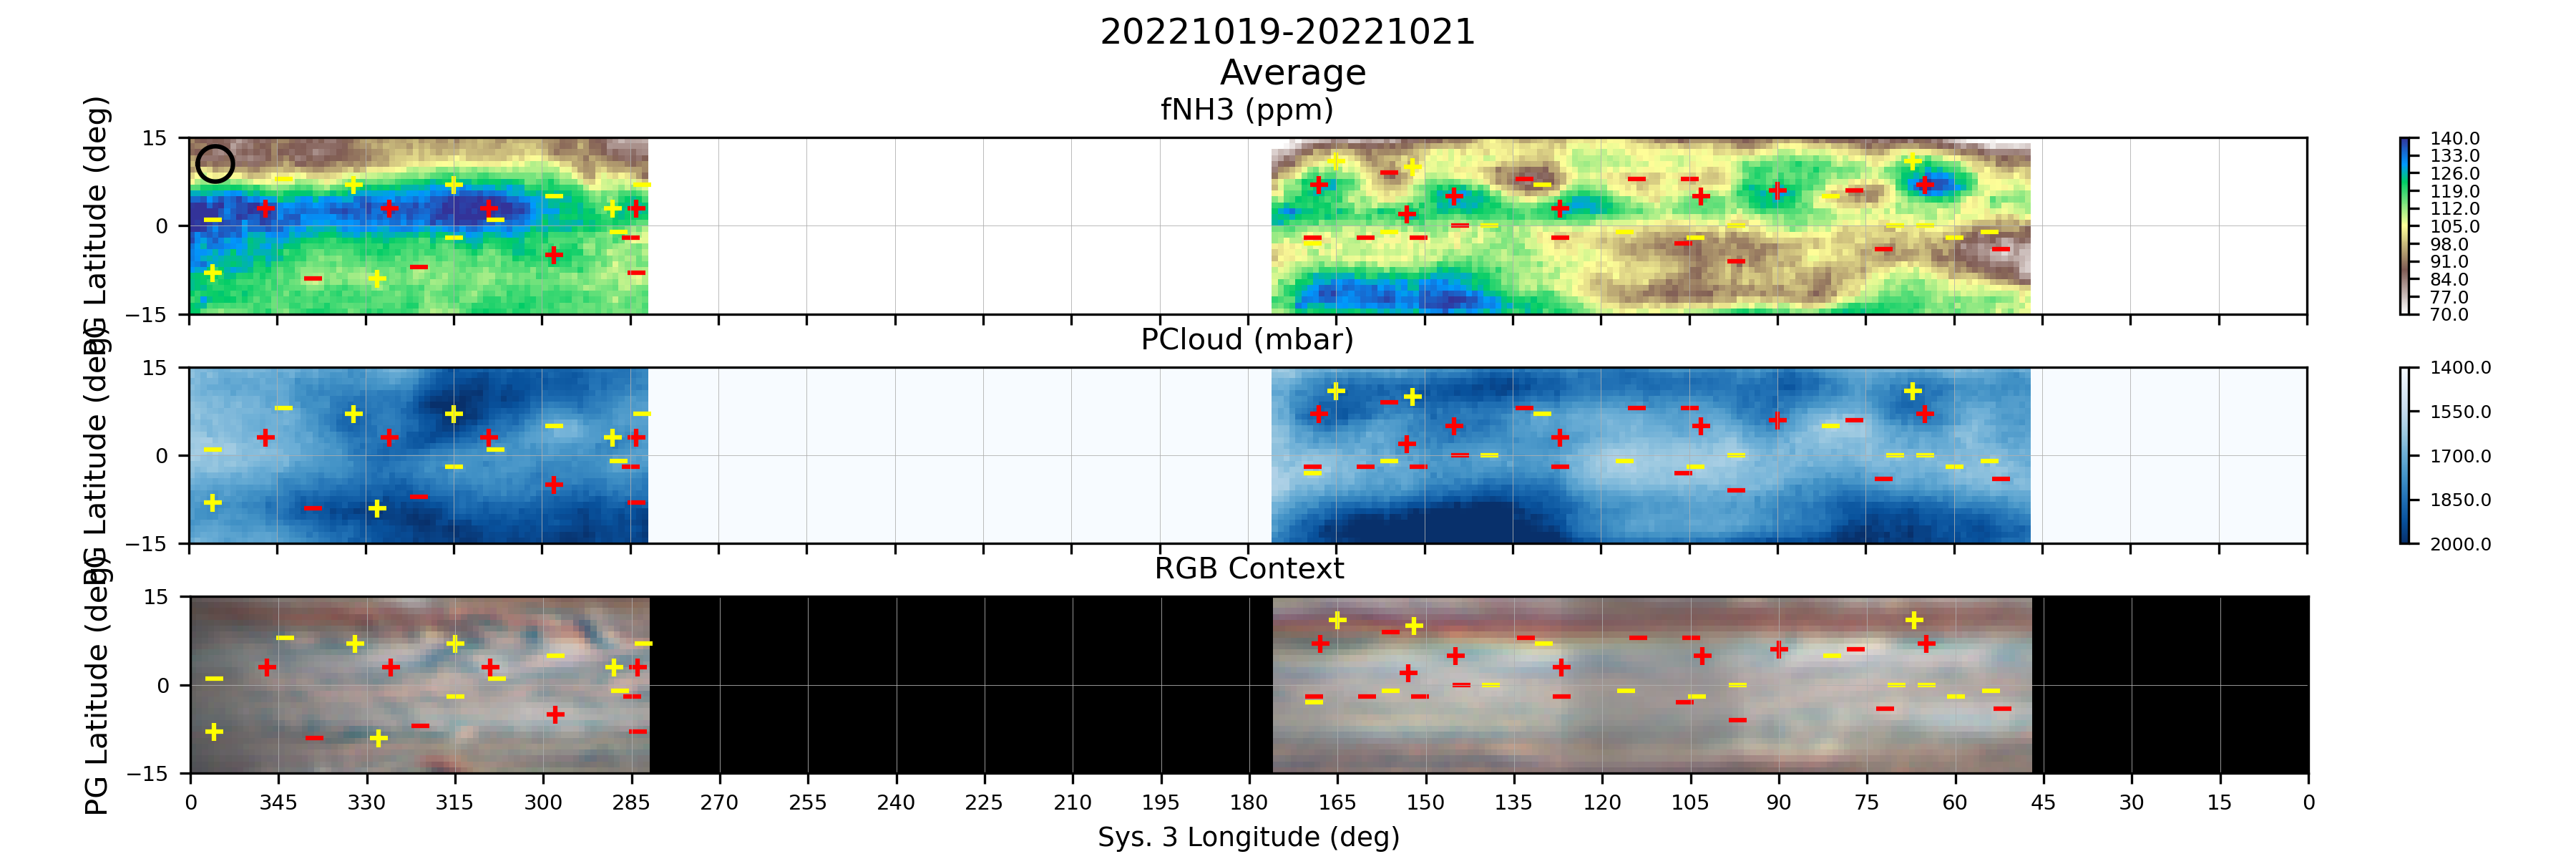 20221019-20221021
Average
fNH3 (ppm)
PG Latitude (deg)
15
0
−15
140.0
133.0
126.0
119.0
112.0
105.0
98.0
91.0
84.0
77.0
70.0
PCloud (mbar)
PG Latitude (deg)
15
0
−15
1400.0
1550.0
1700.0
1850.0
2000.0
RGB Context
PG Latitude (deg)
15
0
−15
0 345 330 315 300 285 270 255 240 225 210 195 180 165 150 135 120 105 90 75 60 45 30 15 0
Sys. 3 Longitude (deg)